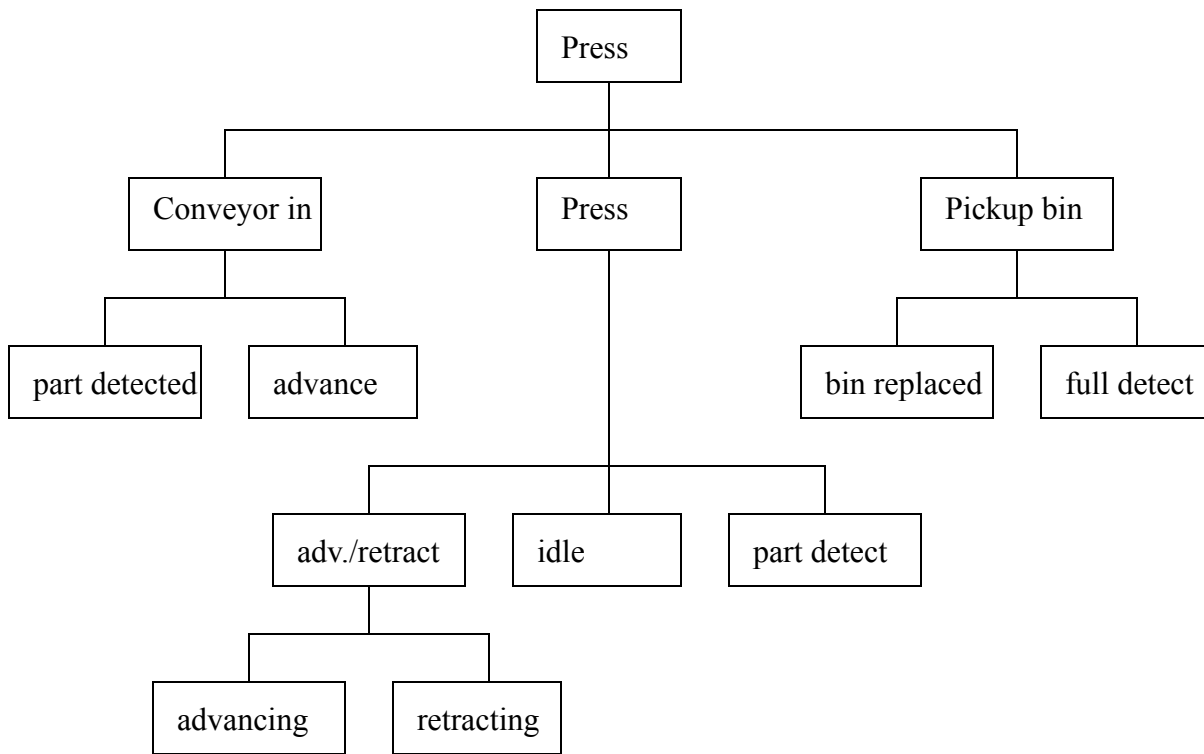 Press
Conveyor in
Press
Pickup bin
part detected
advance
bin replaced
full detect
adv./retract
idle
part detect
advancing
retracting